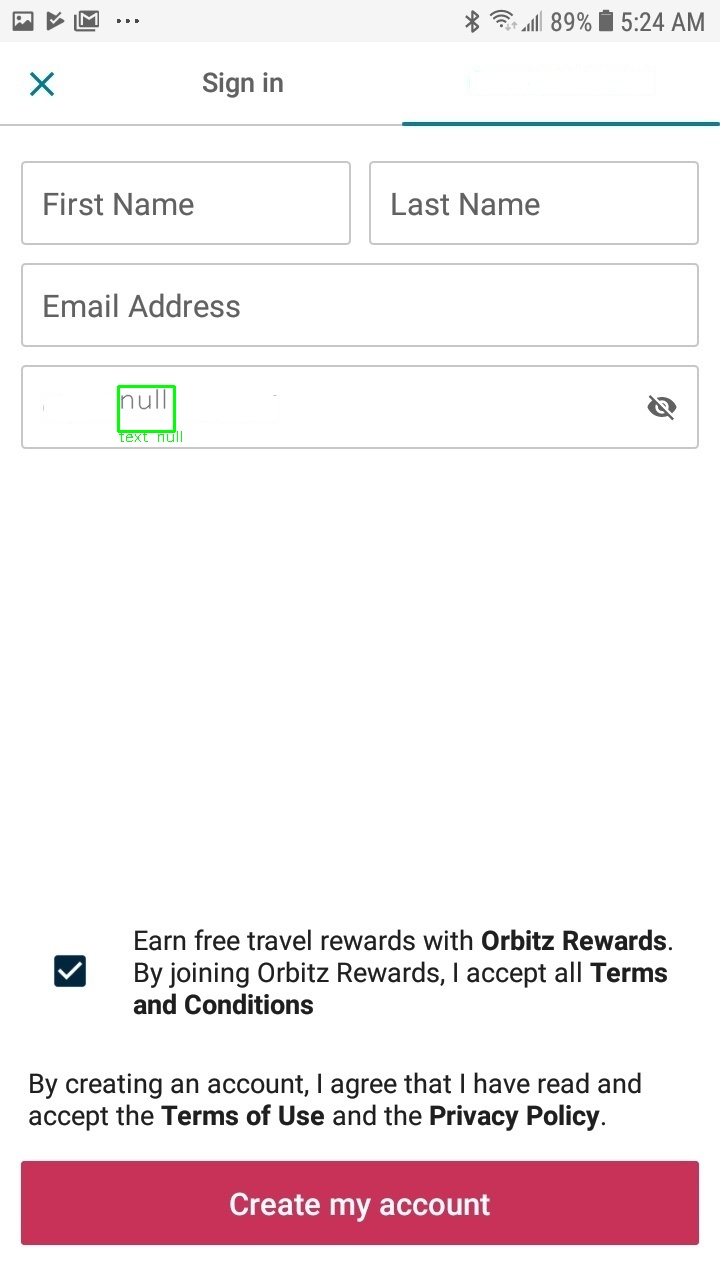 89% 5:24 AM
Sign in
First Name Last Name
Email Address
null
text null
Earn free travel rewards with Orbitz Rewards.
By joining Orbitz Rewards, I accept all Terms
and Conditions
By creating an account, I agree that I have read and
accept the Terms of Use and the Privacy Policy.
Create my account